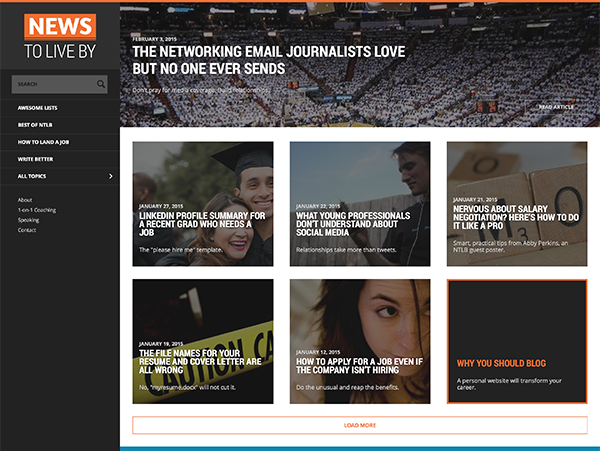 NEWS
TO LIVE BY
SEARCH
AWESOME LISTS
BEST OF NTLB
HOW TO LAND A JOB
WRITE BETTER
ALL TOPICS
About
1-on-1 Coaching
Speaking
Contact
FEBRUARY 3, 2015
THE NETWORKING EMAIL JOURNALISTS LOVE
BUT NO ONE EVER SENDS
Don't pray for media coverage. Build relationships.
READ ARTICLE
JANUARY 27, 2015
LINKEDIN PROFILE SUMMARY FOR
A RECENT GRAD WHO NEEDS A
JOB
The "please hire me" template.
JANUARY 22, 2015
WHAT YOUNG PROFESSIONALS
DON'T UNDERSTAND ABOUT
SOCIAL MEDIA
Relationships take more than tweets.
JANUARY 21, 2015
NERVOUS ABOUT SALARY
NEGOTIATION? HERE'S HOW TO DO
IT LIKE A PRO
Smart, practical tips from Abby Perkins, an
NTLB guest poster.
JANUARY 19, 2015
THE FILE NAMES FOR YOUR
RESUME AND COVER LETTER ARE
ALL WRONG
No, "myresume.docx" will not cut it.
CAUTION CA
JANUARY 12, 2015
HOW TO APPLY FOR A JOB EVEN IF
THE COMPANY ISN'T HIRING
Do the unusual and reap the benefits.
WHY YOU SHOULD BLOG
A personal website will transform your
career.
LOAD MORE